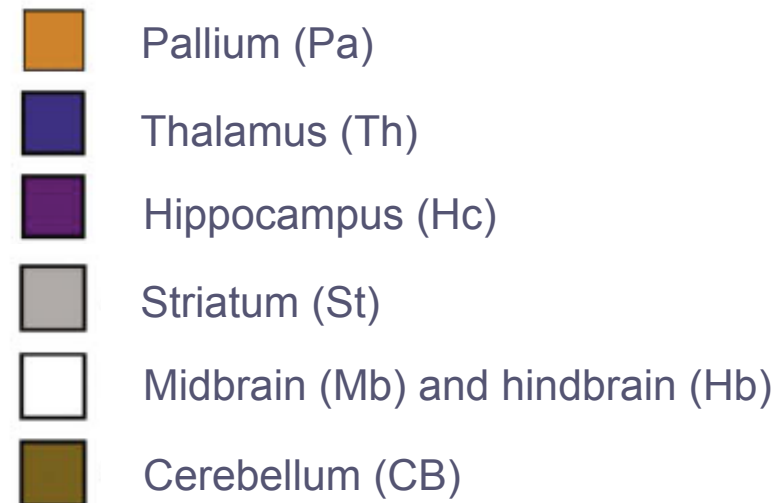 Pallium (Pa)
Thalamus (Th)
Hippocampus (Hc)
Striatum (St)
Midbrain (Mb) and hindbrain (Hb)
Cerebellum (CB)